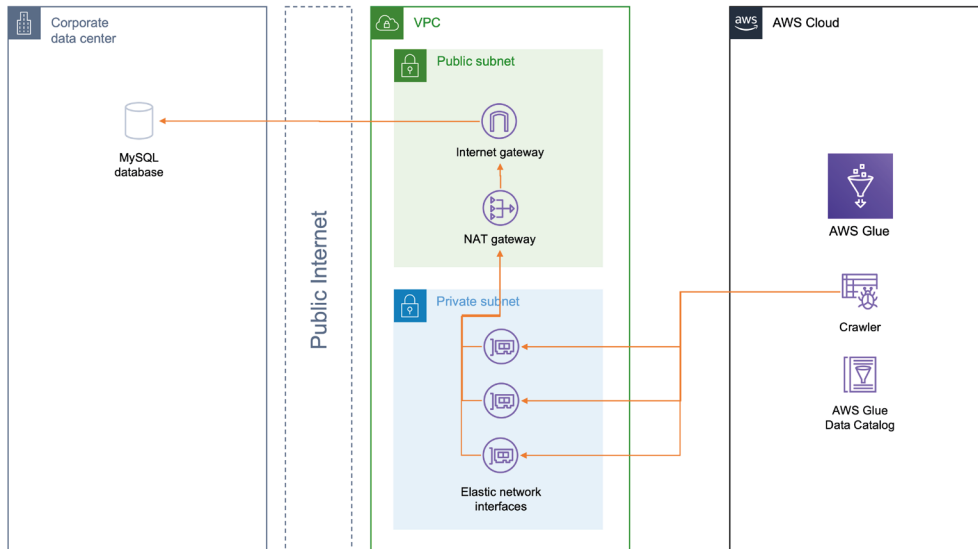 Corporate
data center
MySQL
database
Public Internet
VPC
Public subnet
Internet gateway
NAT gateway
Private subnet
Elastic network
interfaces
aws
AWS Cloud
AWS Glue
Crawler
AWS Glue
Data Catalog